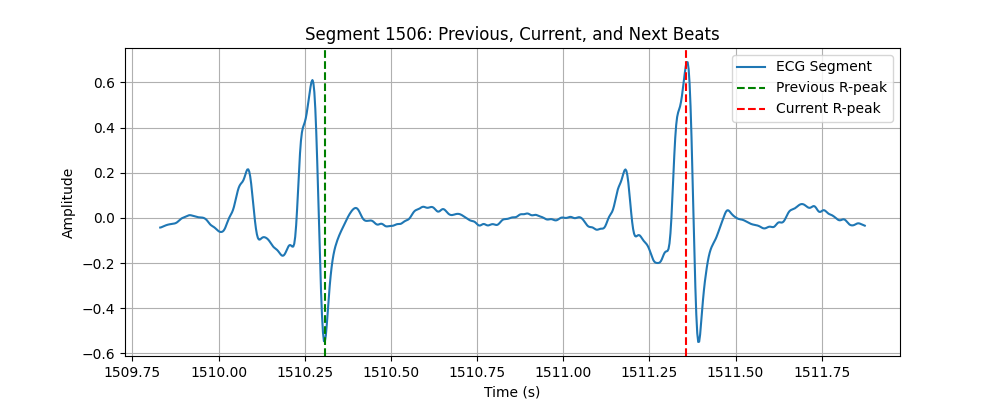 Segment 1506: Previous, Current, and Next Beats
ECG Segment
Previous R-peak
Current R-peak
Amplitude
0.6
0.4
0.2
0.0
−0.2
−0.4
−0.6
1509.75 1510.00 1510.25 1510.50 1510.75 1511.00 1511.25 1511.50 1511.75
Time (s)